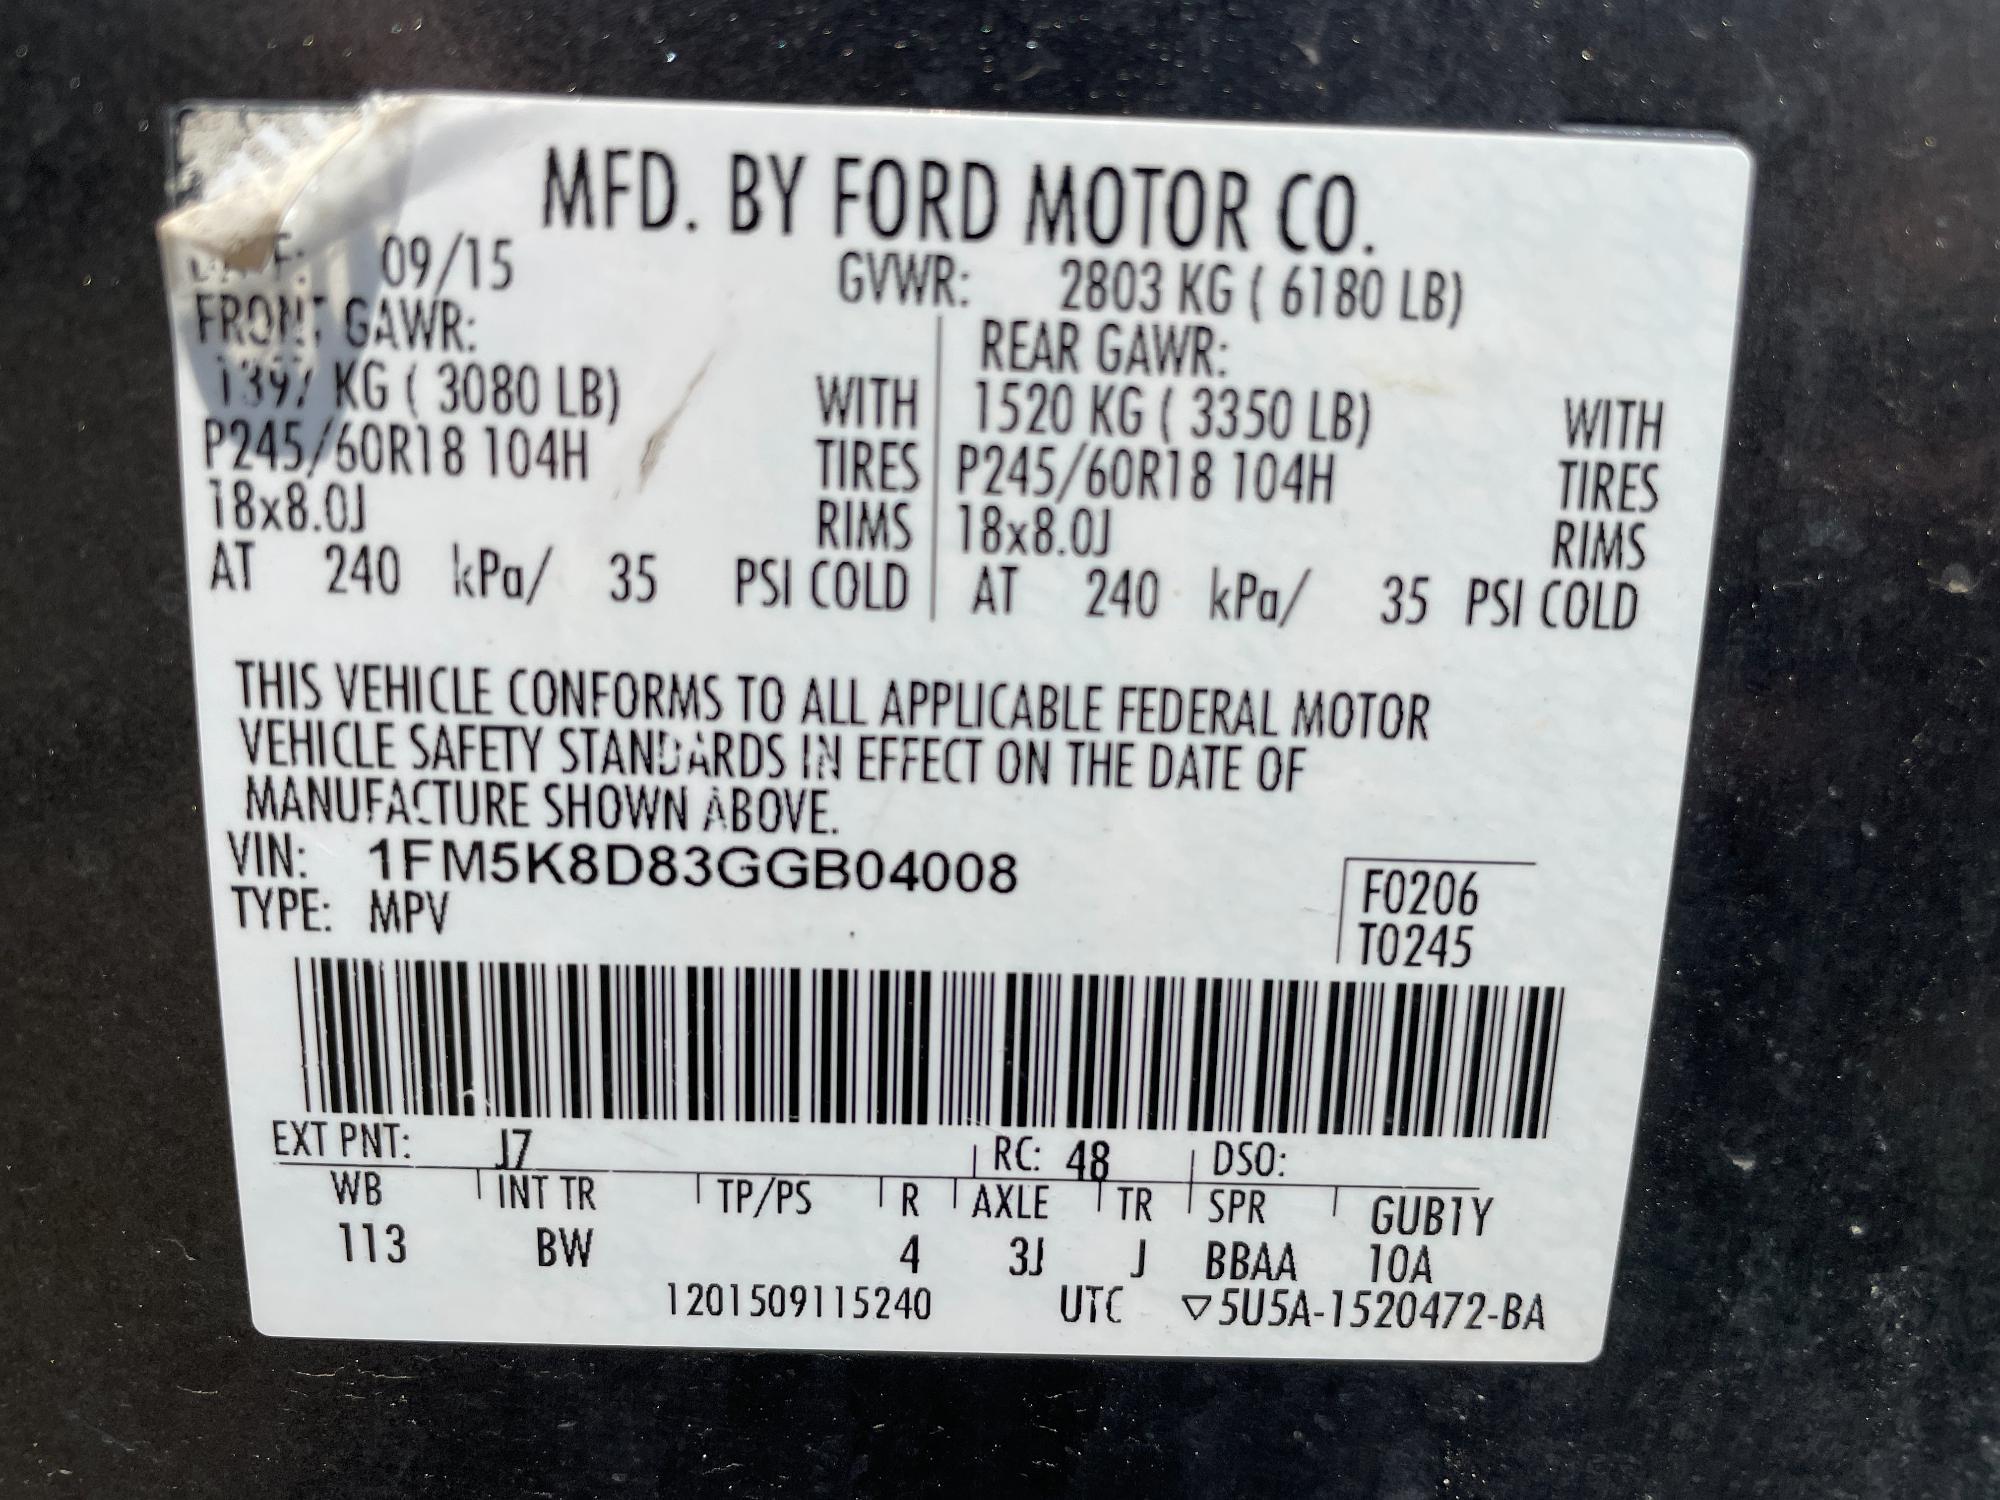 MFD. BY FORD MOTOR CO.
09/15 GVWR: 2803 KG ( 6180 LB)
FRONT GAWR: REAR GAWR:
1397 KG ( 3080 LB) WITH 1520 KG ( 3350 LB) WITH
P245/60R18 104H TIRES P245/60R18 104H TIRES
18x8.0J RIMS 18x8.0J RIMS
AT 240 kPa/ 35 PSI COLD AT 240 kPa/ 35 PSI COLD
THIS VEHICLE CONFORMS TO ALL APPLICABLE FEDERAL MOTOR
VEHICLE SAFETY STANDARDS IN EFFECT ON THE DATE OF
MANUFACTURE SHOWN ABOVE.
VIN: 1FM5K8D83GGB04008 F0206
TYPE: MPV T0245
EXT PNT: J7 RC: 48 DSO:
WB INT TR TP/PS R AXLE TR SPR GUB1Y
113 BW 4 3J J BBAA 10A
1201509115240 UTC ▽5U5A-1520472-BA